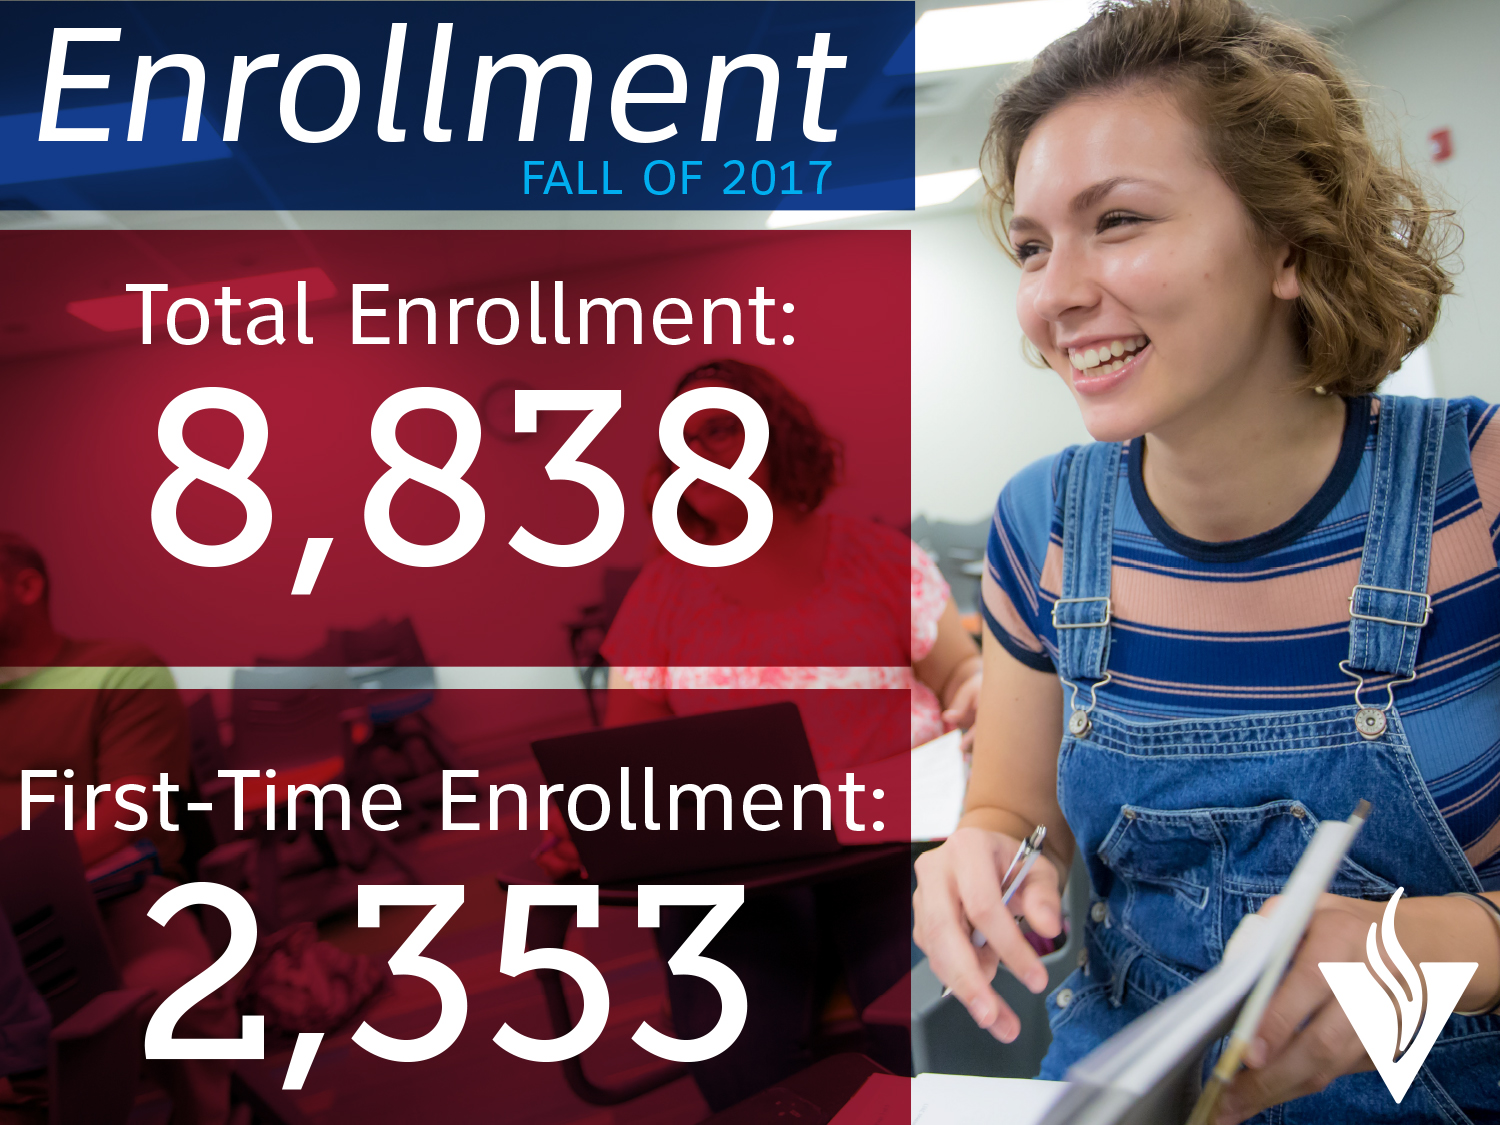 Enrollment
FALL OF 2017
Total Enrollment:
8,838
First-Time Enrollment:
2,353